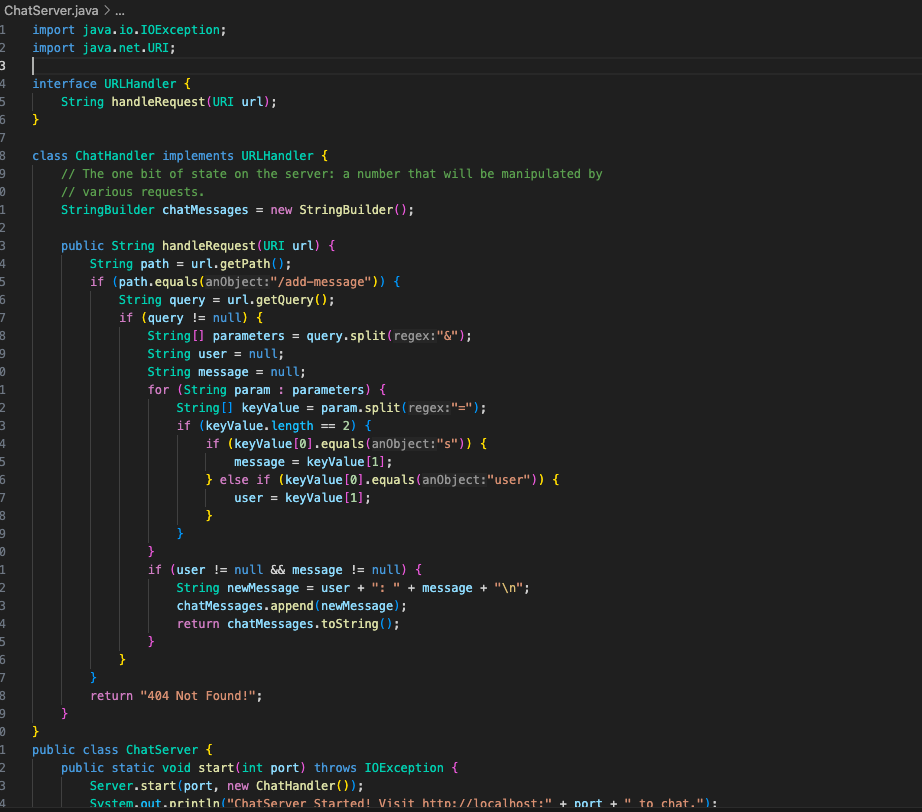 ChatServer.java > ...
1 import java.io.IOException;
2 import java.net.URI;
3
4 interface URLHandler {
5 String handleRequest(URI url);
6 }
7
8 class ChatHandler implements URLHandler {
9 // The one bit of state on the server: a number that will be manipulated by
0 // various requests.
1 StringBuilder chatMessages = new StringBuilder();
2
3 public String handleRequest(URI url) {
4 String path = url.getPath();
5 if (path.equals(anObject:"/add-message")) {
6 String query = url.getQuery();
7 if (query != null) {
8 String[] parameters = query.split(regex:"&");
9 String user = null;
0 String message = null;
1 for (String param : parameters) {
2 String[] keyValue = param.split(regex:"=");
3 if (keyValue.length == 2) {
4 if (keyValue[0].equals(anObject:"s")) {
5 message = keyValue[1];
6 } else if (keyValue[0].equals(anObject:"user")) {
7 user = keyValue[1];
8 }
9 }
0 }
1 if (user != null && message != null) {
2 String newMessage = user + ": " + message + "\n";
3 chatMessages.append(newMessage);
4 return chatMessages.toString();
5 }
6 }
7 }
8 return "404 Not Found!";
9 }
0 }
1 public class ChatServer {
2 public static void start(int port) throws IOException {
3 Server.start(port, new ChatHandler());
4 System.out.println("ChatServer Started! Visit http://localhost:" + port + " to chat.");